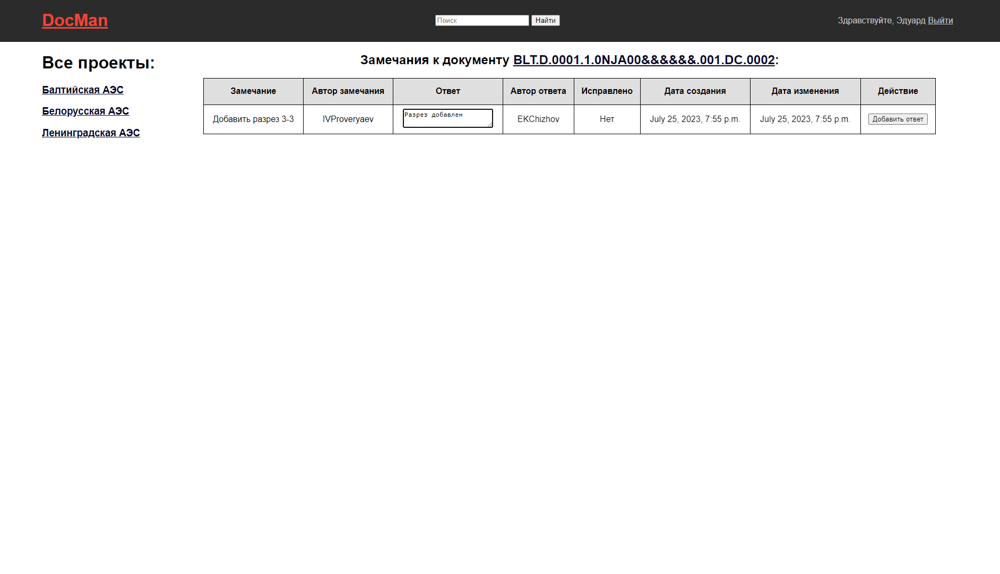 DocMan
Поиск
Найти
Здравствуйте, Эдуард Выйти
Все проекты:
Балтийская АЭС
Белорусская АЭС
Ленинградская АЭС
Замечания к документу BLT.D.0001.1.0NJA00&&&&&&.001.DC.0002:
Замечание Автор замечания Ответ Автор ответа Исправлено Дата создания Дата изменения Действие
Добавить разрез 3-3 IVProveryaev Разрез добавлен EKChizhov Нет July 25, 2023, 7:55 p.m. July 25, 2023, 7:55 p.m. Добавить ответ